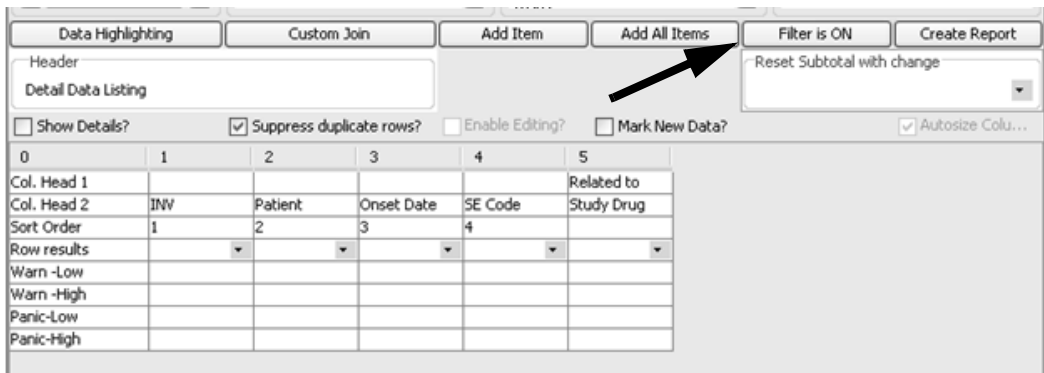 Data Highlighting Custom Join Add Item Add All Items Filter is ON Create Report
Header Reset Subtotal with change
Detail Data Listing
Show Details? Suppress duplicate rows? Enable Editing? Mark New Data? Autosize Colu...
0 1 2 3 4 5
Col. Head 1 Related to
Col. Head 2 INV Patient Onset Date SE Code Study Drug
Sort Order 1 2 3 4
Row results
Warn -Low
Warn -High
Panic-Low
Panic-High